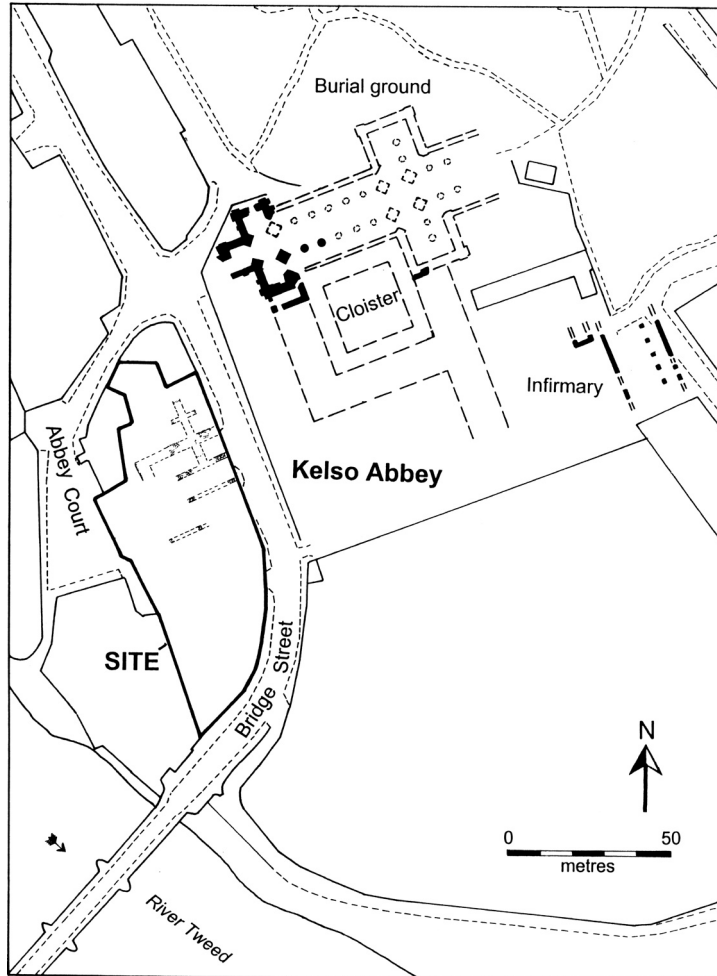 Burial ground
Cloister
Infirmary
Kelso Abbey
Abbey Court
SITE
Bridge Street
N
0 50
metres
River Tweed